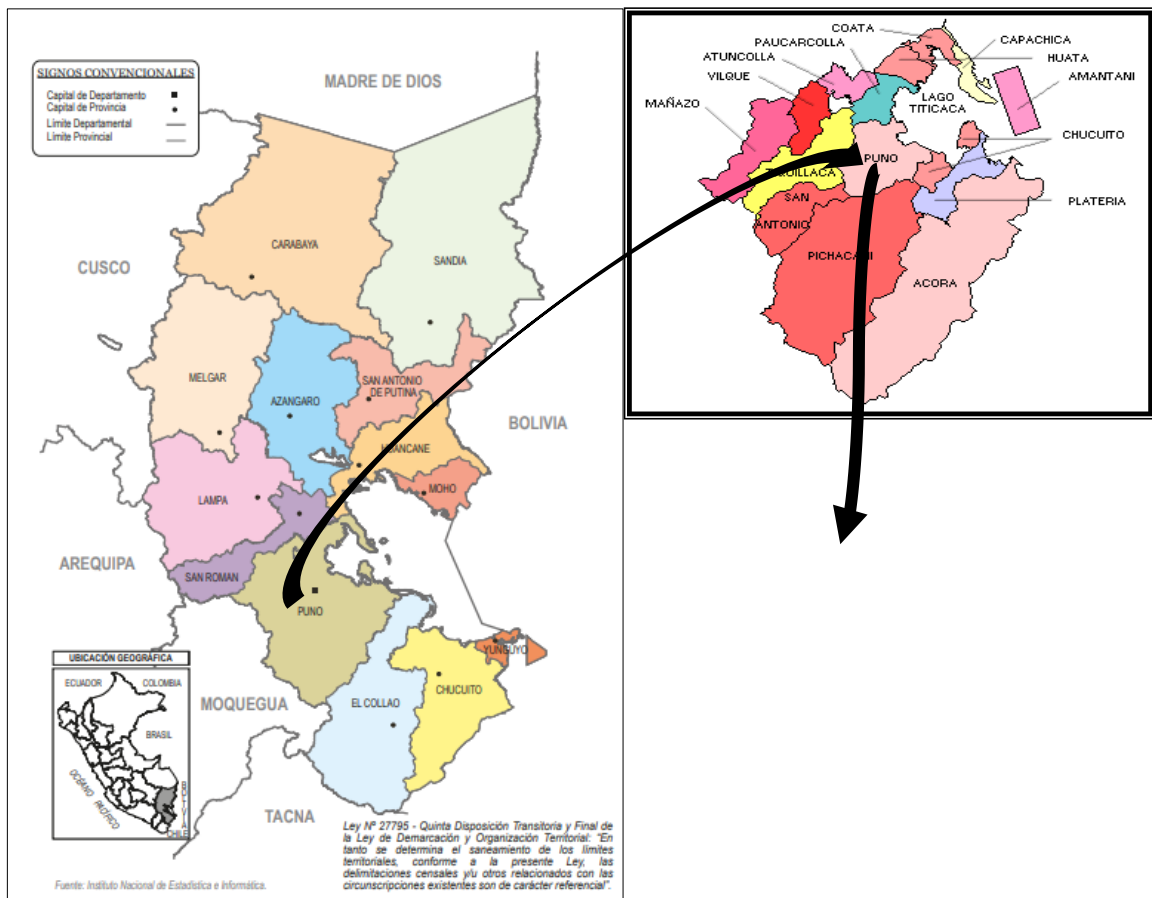 SIGNOS CONVENCIONALES
Capital de Departamento
Capital de Provincia
Límite Departamental
Límite Provincial
MADRE DE DIOS
CUSCO
CARABAYA
SANDIA
MELGAR
AZANGARO
SAN ANTONIO
DE PUTINA
BOLIVIA
HUANCANE
MOHO
LAMPA
AREQUIPA
SAN ROMAN
PUNO
YUNGUYO
CHUCUITO
EL COLLAO
MOQUEGUA
TACNA
UBICACIÓN GEOGRÁFICA
ECUADOR
COLOMBIA
BRASIL
OCÉANO PACÍFICO
BOLIVIA
CHILE
Ley Nº 27795 - Quinta Disposición Transitoria y Final de
la Ley de Demarcación y Organización Territorial: "En
tanto se determina el saneamiento de los límites
territoriales, conforme a la presente Ley, las
delimitaciones censales y/u otros relacionados con las
circunscripciones existentes son de carácter referencial".
Fuente: Instituto Nacional de Estadística e Informática.
COATA
PAUCARCOLLA
CAPACHICA
ATUNCOLLA
HUATA
VILQUE
AMANTANI
MAÑAZO
LAGO
TITICACA
CHUCUITO
PUNO
TIQUILLACA
SAN
ANTONIO
PLATERIA
PICHACANI
ACORA